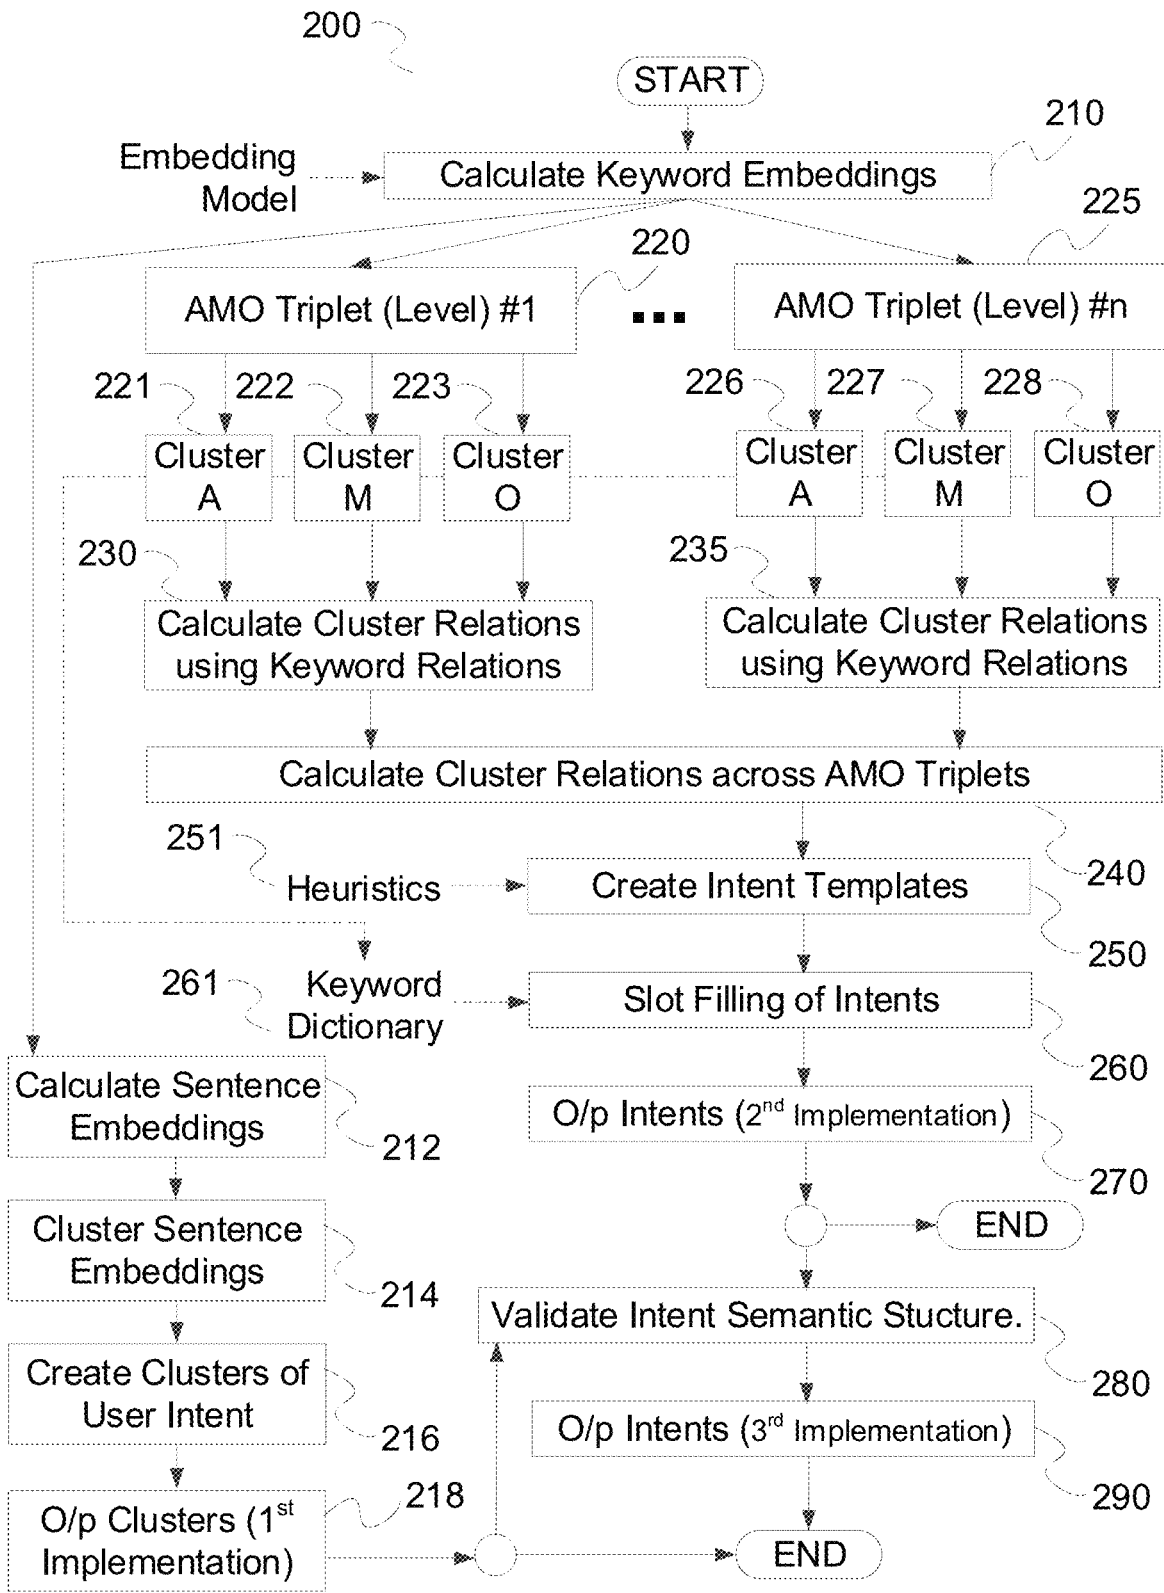 200
START
210
Embedding
Model
Calculate Keyword Embeddings
225
220
AMO Triplet (Level) #1
...
AMO Triplet (Level) #n
221
222
223
226
227
228
Cluster
A
Cluster
M
Cluster
O
Cluster
A
Cluster
M
Cluster
O
230
235
Calculate Cluster Relations
using Keyword Relations
Calculate Cluster Relations
using Keyword Relations
Calculate Cluster Relations across AMO Triplets
240
251
Heuristics
Create Intent Templates
250
261
Keyword
Dictionary
Slot Filling of Intents
260
Calculate Sentence
Embeddings
212
O/p Intents (2nd Implementation)
270
END
Cluster Sentence
Embeddings
214
Validate Intent Semantic Stucture.
280
Create Clusters of
User Intent
216
O/p Intents (3rd Implementation)
290
218
O/p Clusters (1st
Implementation)
END